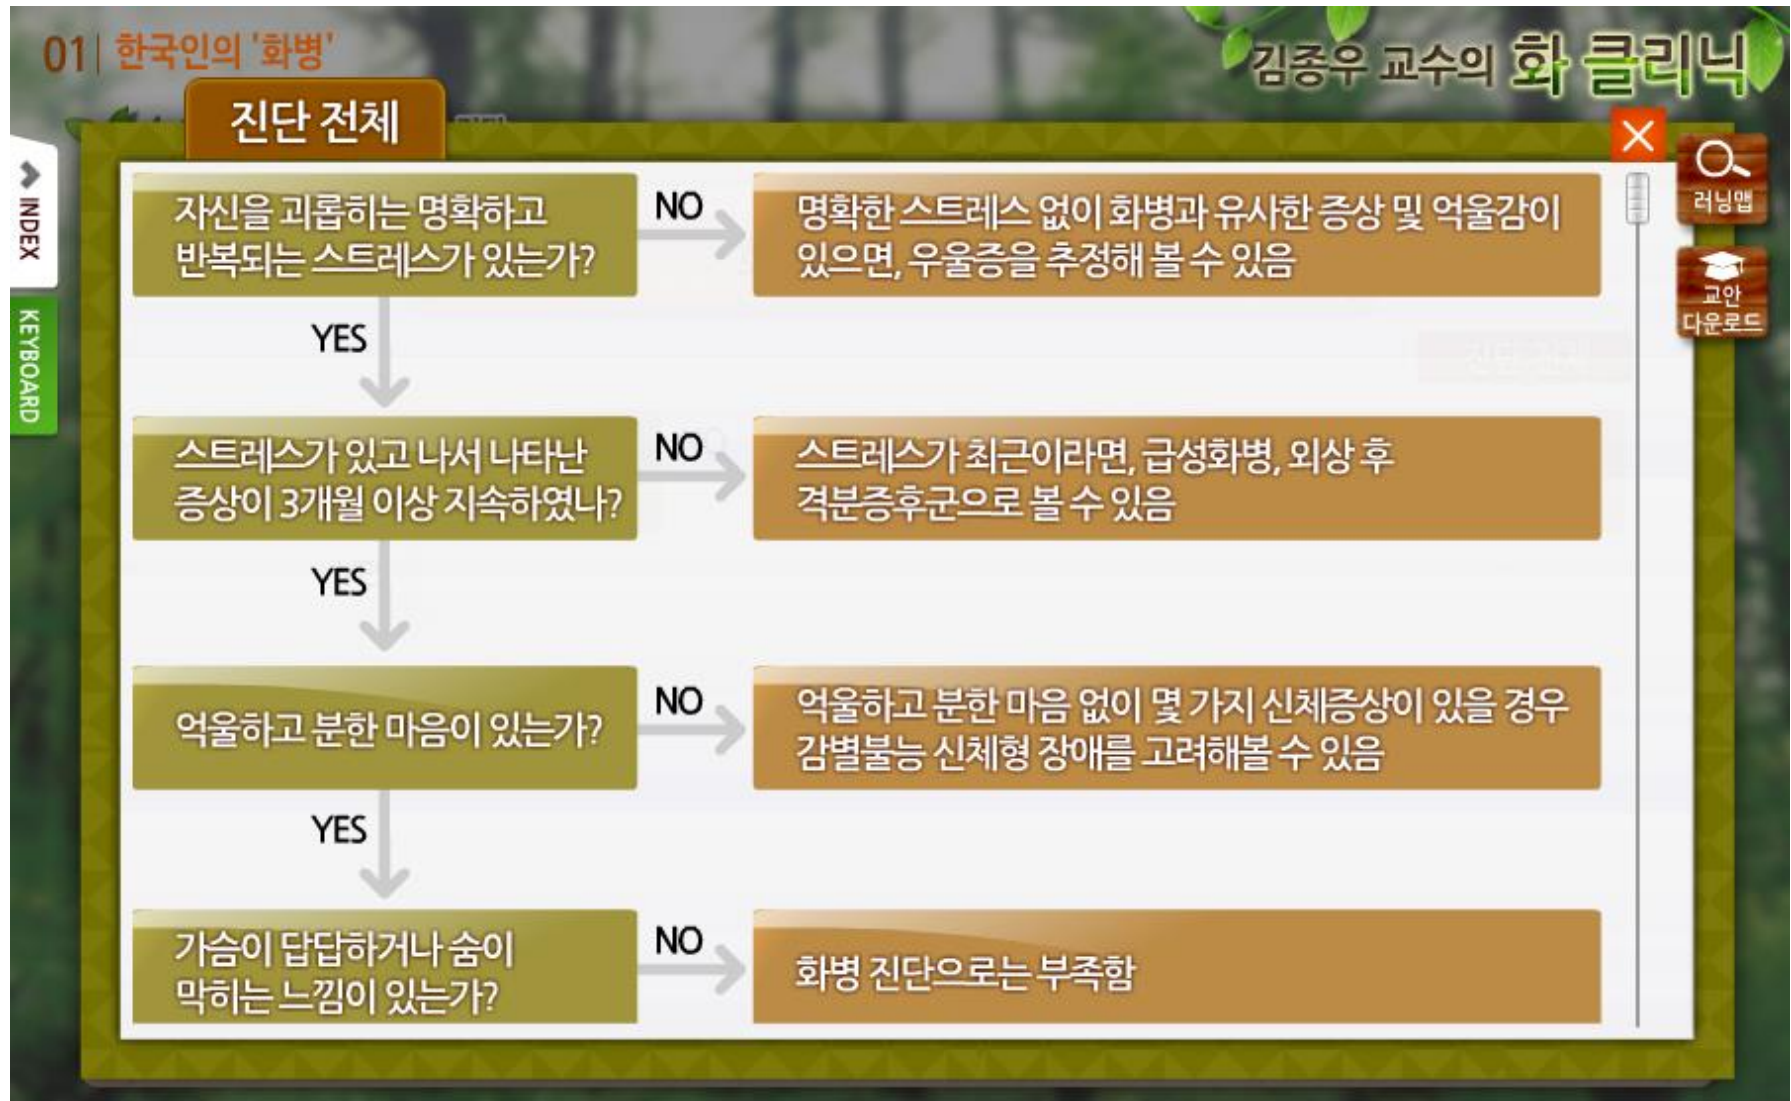 01 | 한국인의 '화병'
김종우 교수의 화 클리닉
진단 전체
INDEX
KEYBOARD
러닝맵
교안
다운로드
자신을 괴롭히는 명확하고
반복되는 스트레스가 있는가?
NO
명확한 스트레스 없이 화병과 유사한 증상 및 억울감이
있으면, 우울증을 추정해 볼 수 있음
YES
스트레스가 있고 나서 나타난
증상이 3개월 이상 지속하였나?
NO
스트레스가 최근이라면, 급성화병, 외상 후
격분증후군으로 볼 수 있음
YES
억울하고 분한 마음이 있는가?
NO
억울하고 분한 마음 없이 몇 가지 신체증상이 있을 경우
감별불능 신체형 장애를 고려해볼 수 있음
YES
가슴이 답답하거나 숨이
막히는 느낌이 있는가?
NO
화병 진단으로는 부족함